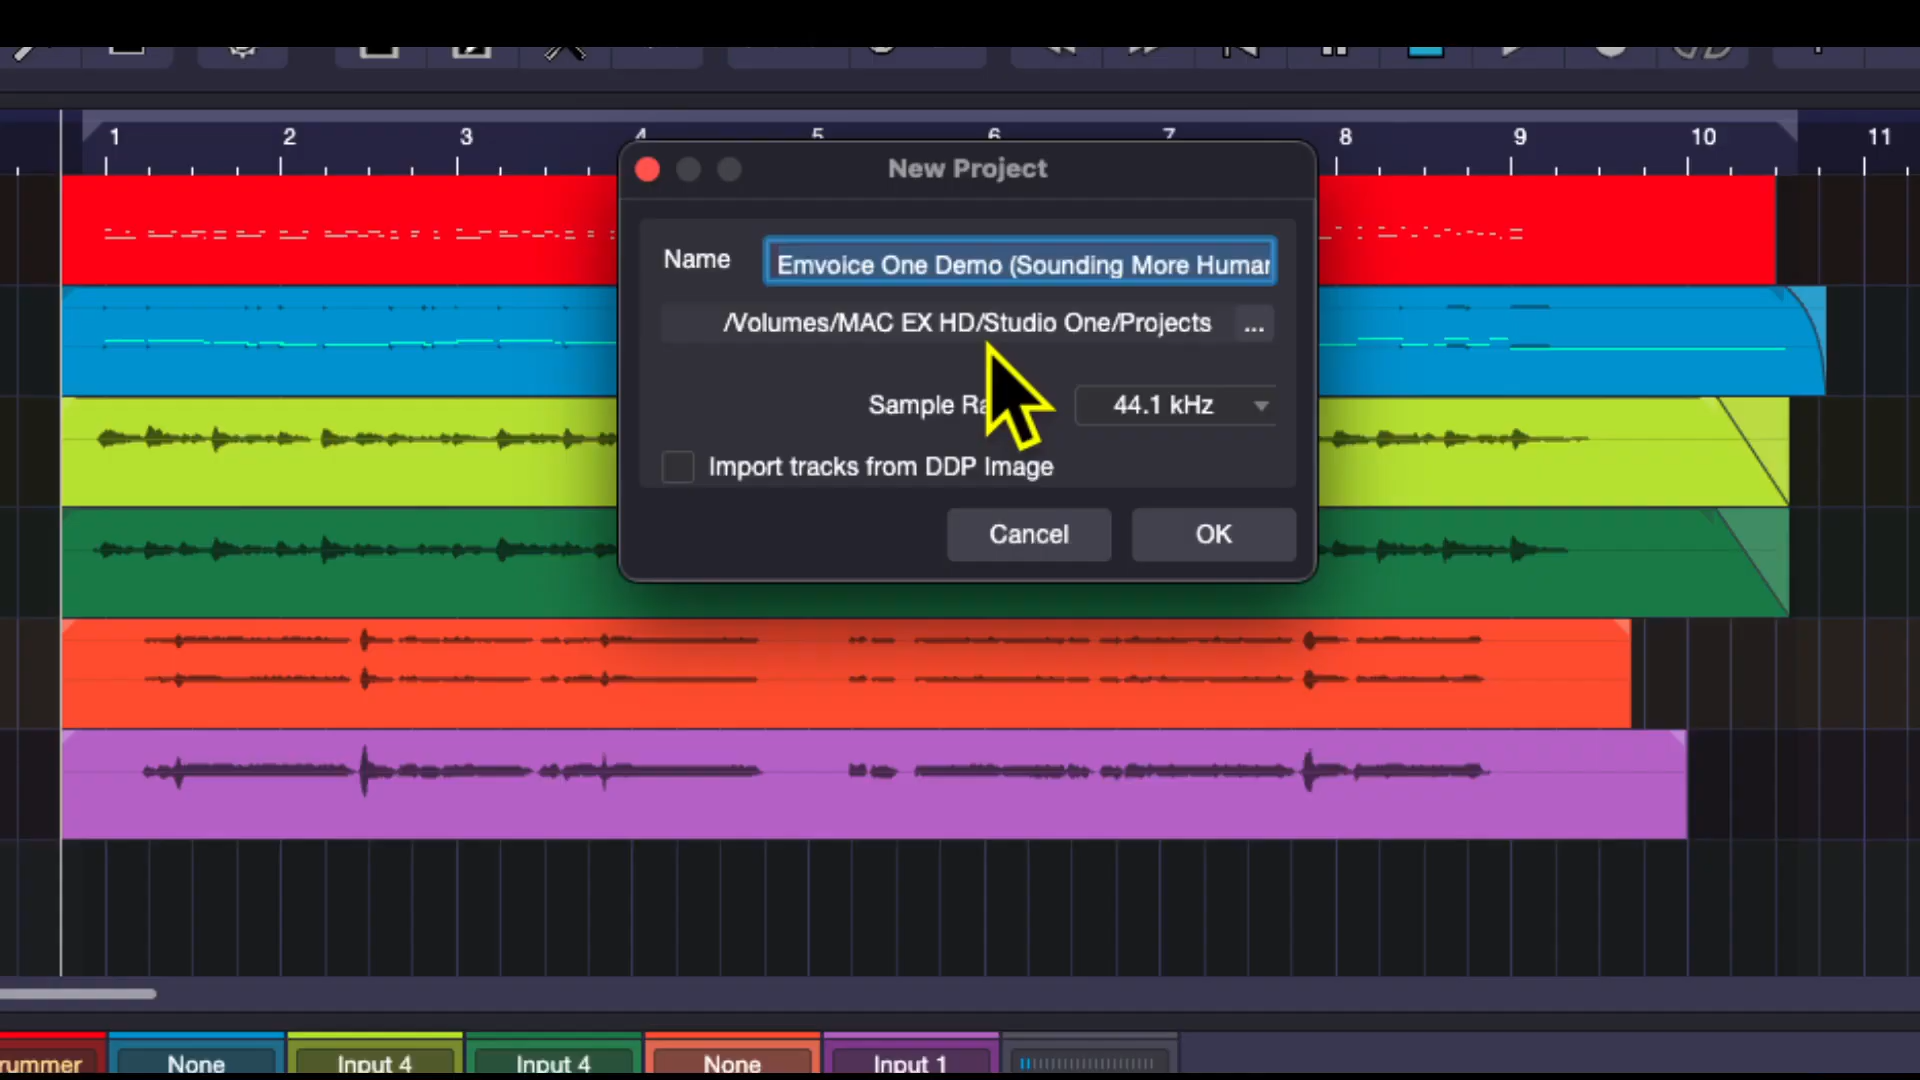 1 2 3 4 5 6 7 8 9 10 11
New Project
Name Emvoice One Demo (Sounding More Human
/Volumes/MAC EX HD/Studio One/Projects ...
Sample Ra 44.1 kHz
Import tracks from DDP Image
Cancel OK
rummer None Input 4 Input 4 None Input 1